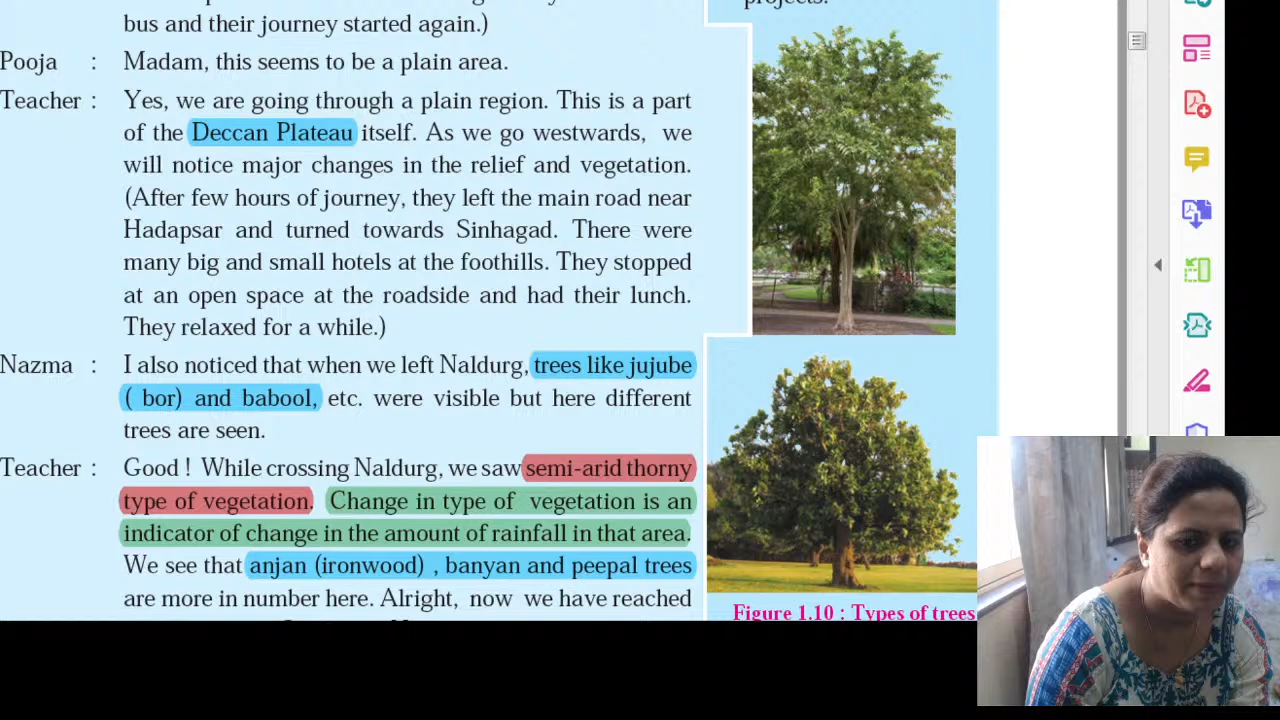 projects.
bus and their journey started again.)
Pooja : Madam, this seems to be a plain area.
Teacher : Yes, we are going through a plain region. This is a part
of the Deccan Plateau itself. As we go westwards, we
will notice major changes in the relief and vegetation.
(After few hours of journey, they left the main road near
Hadapsar and turned towards Sinhagad. There were
many big and small hotels at the foothills. They stopped
at an open space at the roadside and had their lunch.
They relaxed for a while.)
Nazma : I also noticed that when we left Naldurg, trees like jujube
( bor) and babool, etc. were visible but here different
trees are seen.
Teacher : Good ! While crossing Naldurg, we saw semi-arid thorny
type of vegetation. Change in type of vegetation is an
indicator of change in the amount of rainfall in that area.
We see that anjan (ironwood) , banyan and peepal trees
are more in number here. Alright, now we have reached
Figure 1.10 : Types of trees